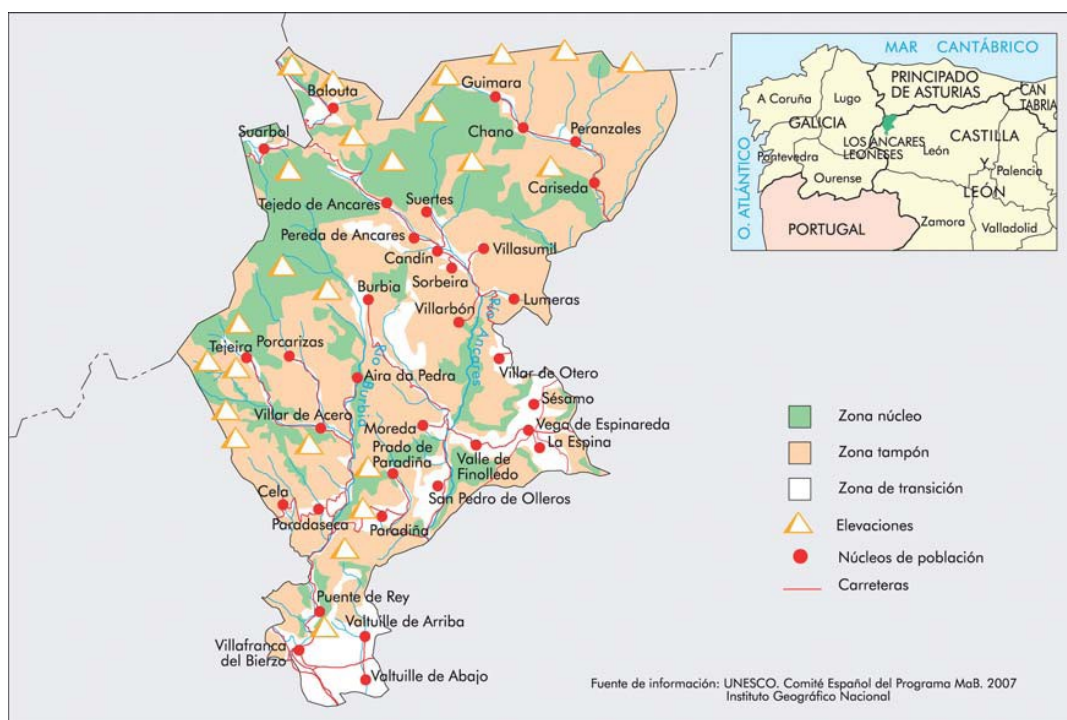 Balouta
Guimara
Suarbol
Chano
Peranzales
Cariseda
Tejedo de Ancares
Suertes
Pereda de Ancares
Candín
Villasumil
Sorbeira
Burbia
Villarbón
Lumeras
Río Ancares
Tejeira
Porcarizas
Río Burbia
Aira da Pedra
Villar de Otero
Sésamo
Villar de Acero
Moreda
Vega de Espinareda
La Espina
Prado de
Paradiña
Valle de
Finolledo
Cela
San Pedro de Olleros
Paradaseca
Paradiña
Puente de Rey
Valtuille de Arriba
Villafranca
del Bierzo
Valtuille de Abajo
MAR CANTÁBRICO
O. ATLÁNTICO
PRINCIPADO
DE ASTURIAS
CAN
TABRIA
A Coruña
Lugo
GALICIA
LOS ANCARES
LEONESES
León
CASTILLA
Y
LEÓN
Palencia
Pontevedra
Ourense
PORTUGAL
Zamora
Valladolid
Zona núcleo
Zona tampón
Zona de transición
Elevaciones
Núcleos de población
Carreteras
Fuente de información: UNESCO. Comité Español del Programa MaB. 2007
Instituto Geográfico Nacional